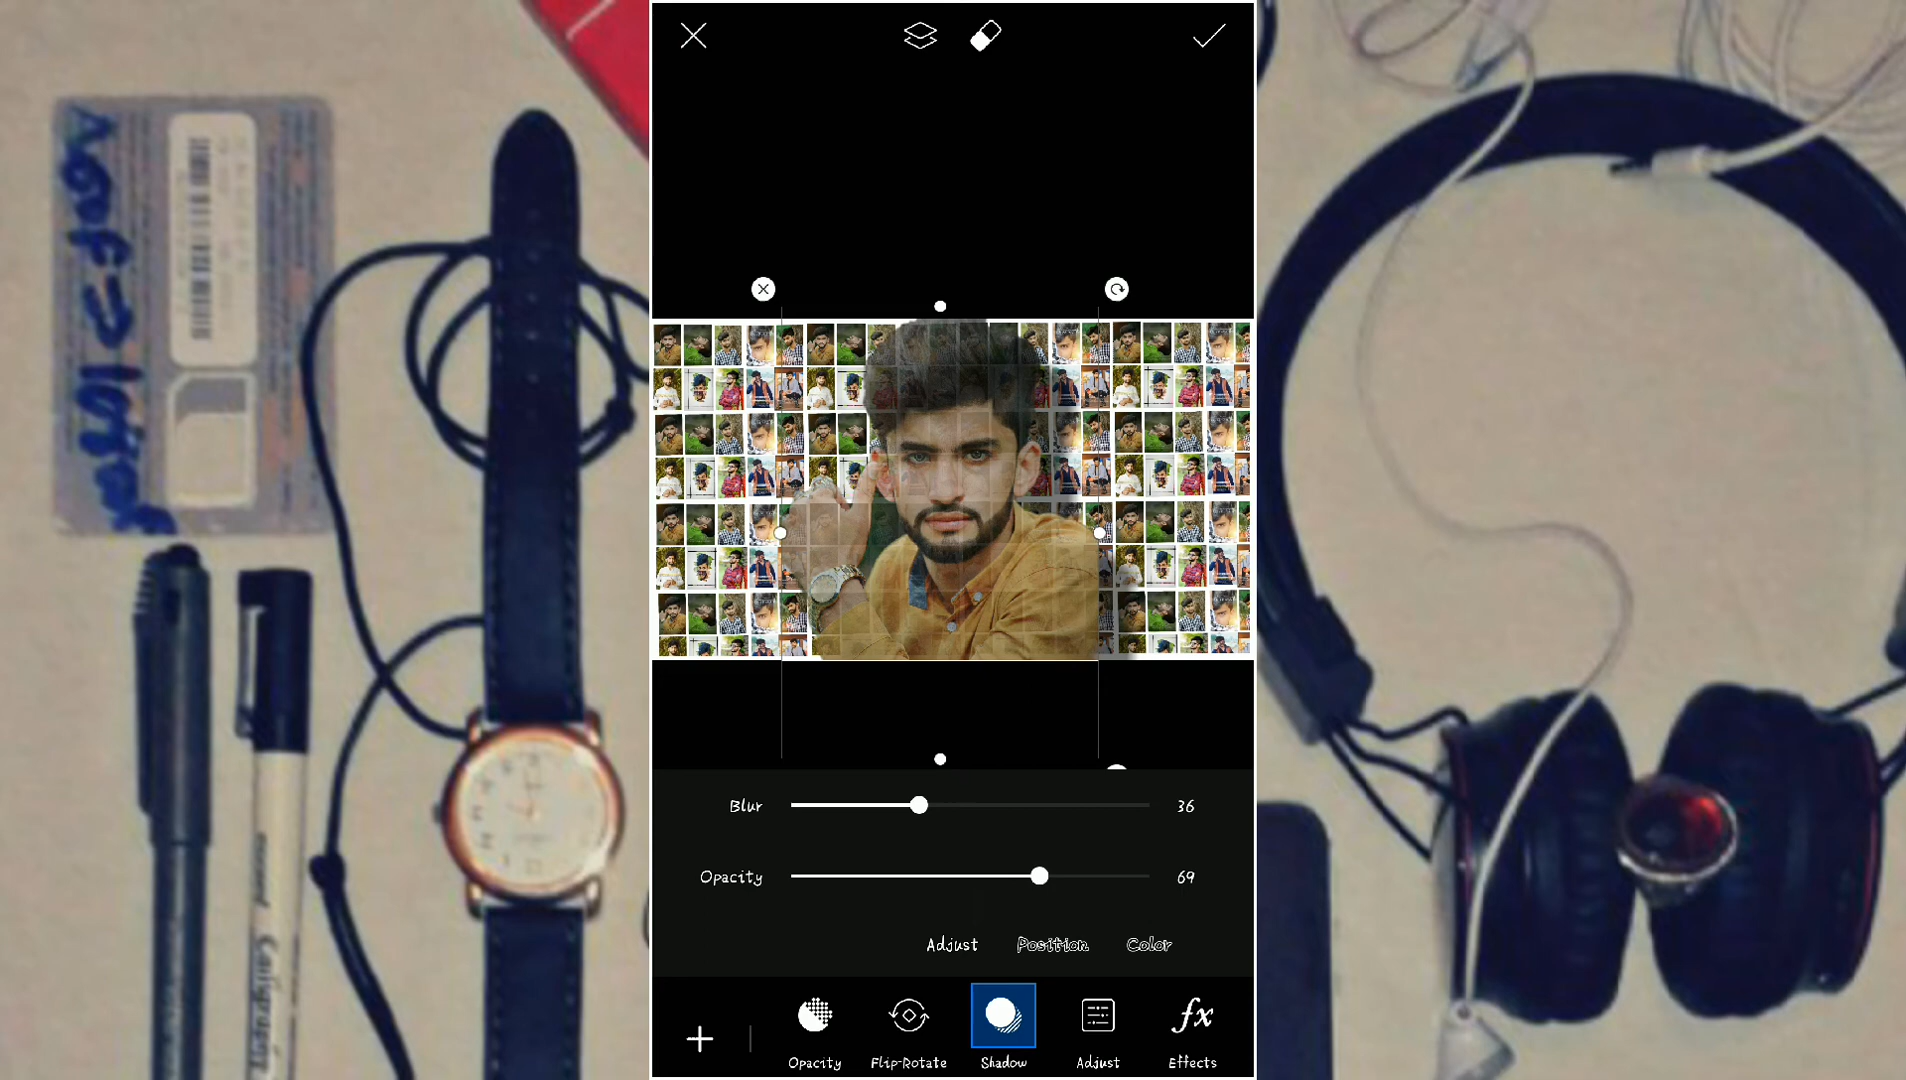 Blur 36
Opacity 69
Adjust Position Color
Opacity Flip-Rotate Shadow Adjust Effects